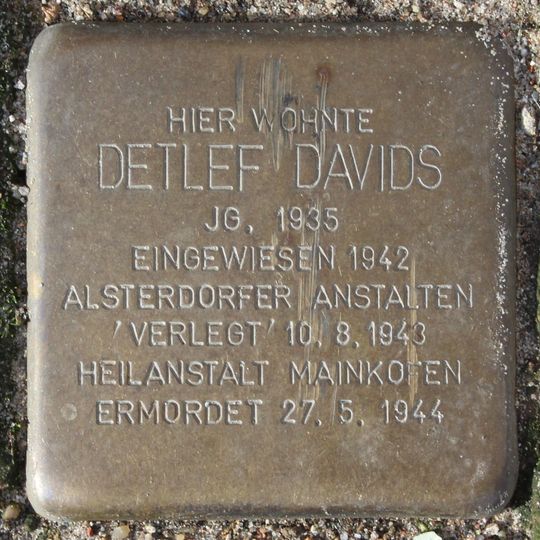 HIER WOHNTE
DETLEF DAVIDS
JG. 1935
EINGEWIESEN 1942
ALSTERDORFER ANSTALTEN
'VERLEGT' 10.8.1943
HEILANSTALT MAINKOFEN
ERMORDET 27.5.1944